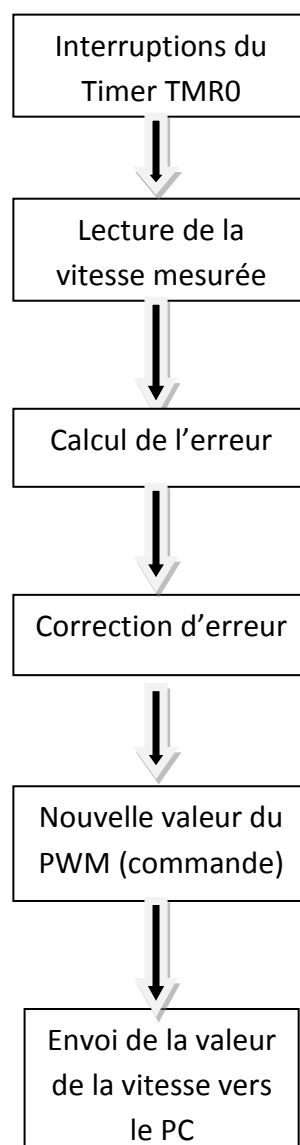 Interruptions du
Timer TMR0
Lecture de la
vitesse mesurée
Calcul de l’erreur
Correction d’erreur
Nouvelle valeur du
PWM (commande)
Envoi de la valeur
de la vitesse vers
le PC